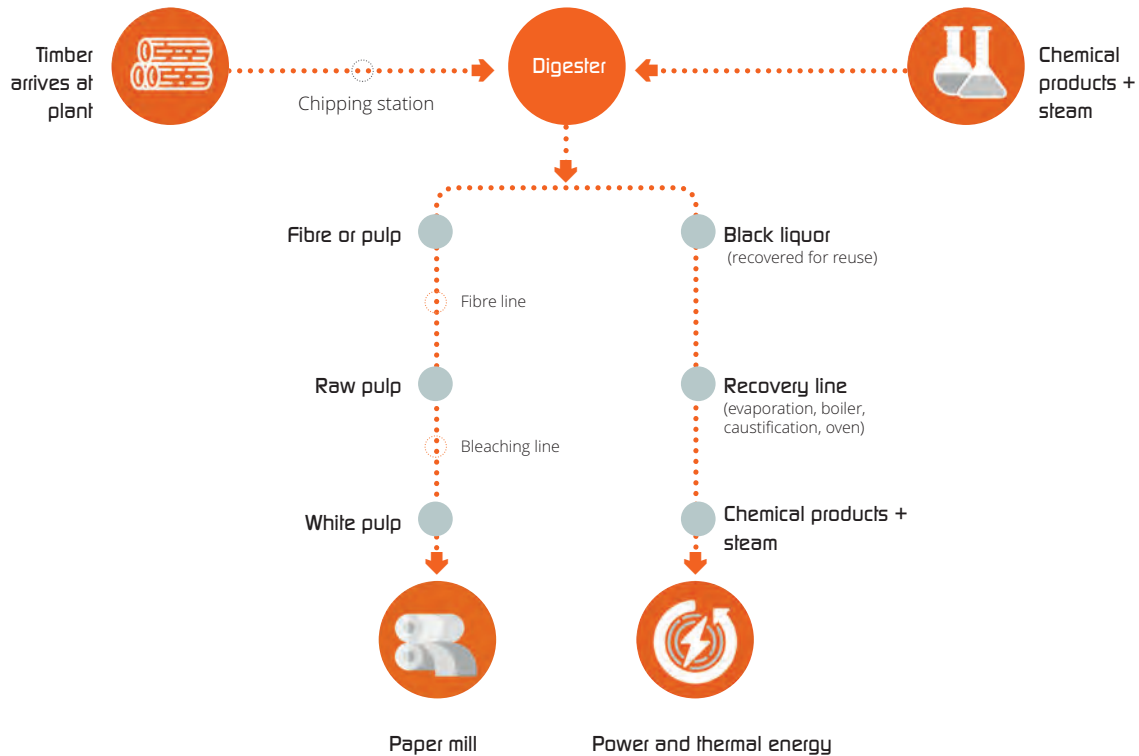 Timber
arrives at
plant
Chipping station
Digester
Chemical
products +
steam
Fibre or pulp
Fibre line
Raw pulp
Bleaching line
White pulp
Paper mill
Black liquor
(recovered for reuse)
Recovery line
(evaporation, boiler,
caustification, oven)
Chemical products +
steam
Power and thermal energy